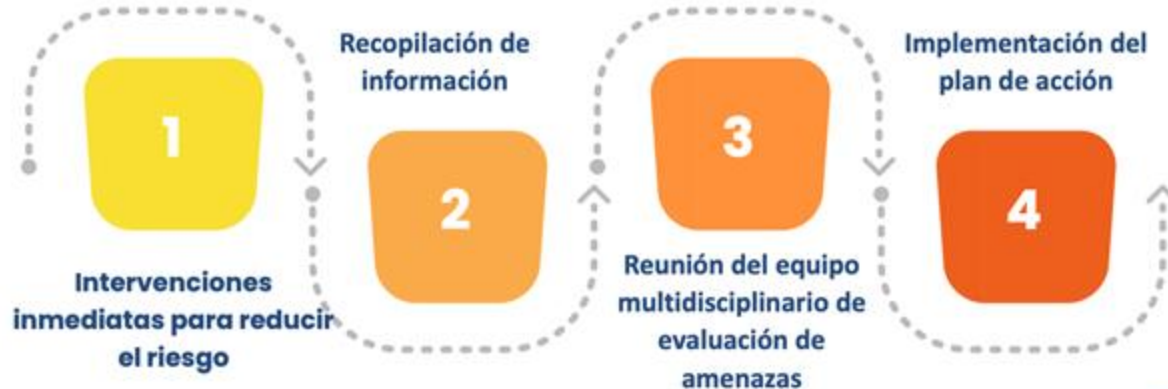 1
Intervenciones
inmediatas para reducir
el riesgo
Recopilación de
información
2
3
Reunión del equipo
multidisciplinario de
evaluación de
amenazas
Implementación del
plan de acción
4